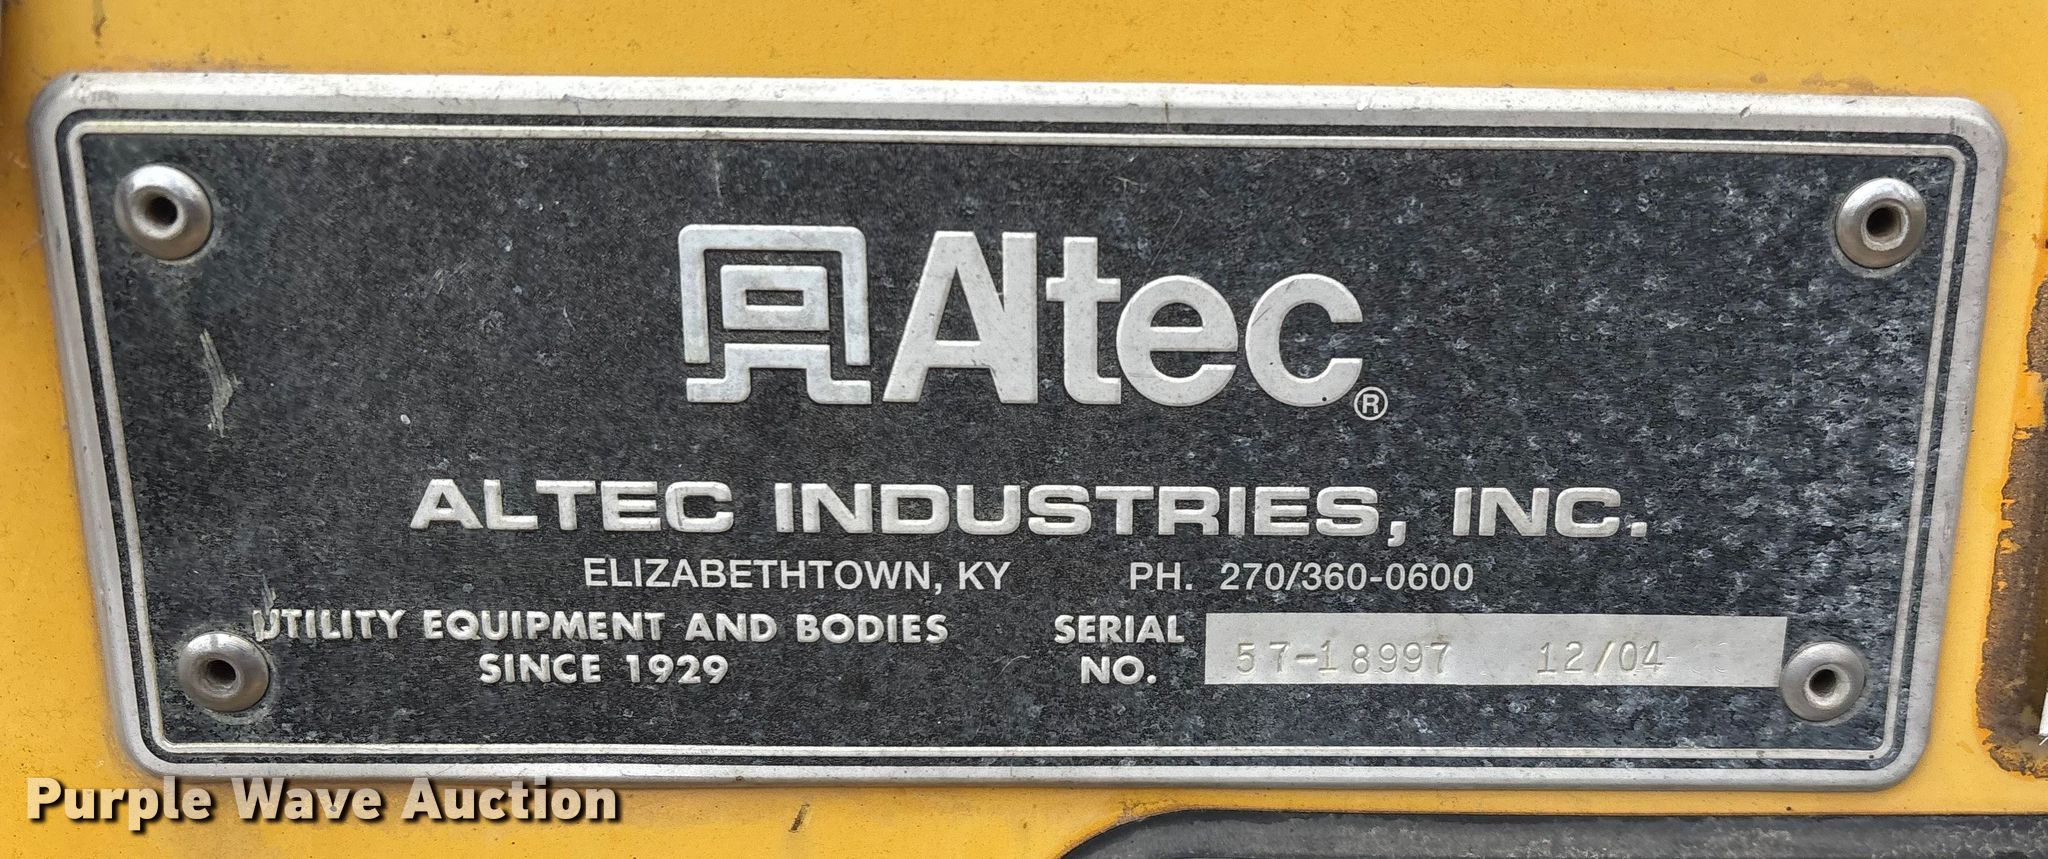 Altec®
ALTEC INDUSTRIES, INC.
ELIZABETHTOWN, KY PH. 270/360-0600
UTILITY EQUIPMENT AND BODIES
SINCE 1929
SERIAL NO. 57-18997 12/04
Purple Wave Auction